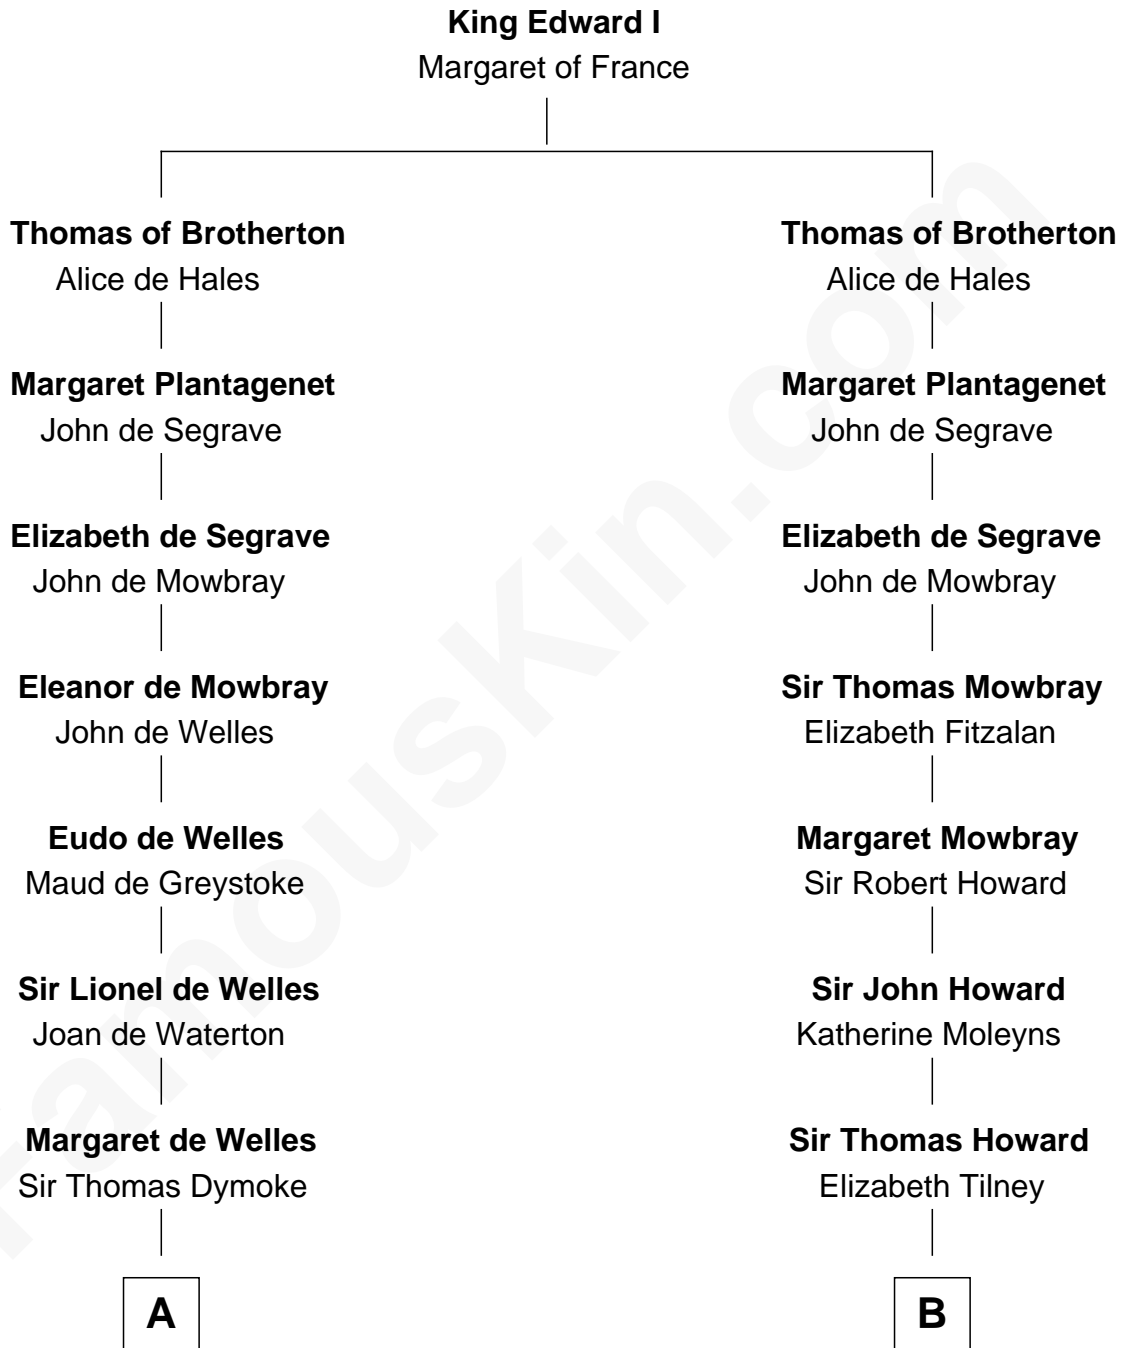 King Edward I
Margaret of France
Thomas of Brotherton
Alice de Hales
Margaret Plantagenet
John de Segrave
Elizabeth de Segrave
John de Mowbray
Eleanor de Mowbray
John de Welles
Eudo de Welles
Maud de Greystoke
Sir Lionel de Welles
Joan de Waterton
Margaret de Welles
Sir Thomas Dymoke
A
Thomas of Brotherton
Alice de Hales
Margaret Plantagenet
John de Segrave
Elizabeth de Segrave
John de Mowbray
Sir Thomas Mowbray
Elizabeth Fitzalan
Margaret Mowbray
Sir Robert Howard
Sir John Howard
Katherine Moleyns
Sir Thomas Howard
Elizabeth Tilney
B
FamousKin.com